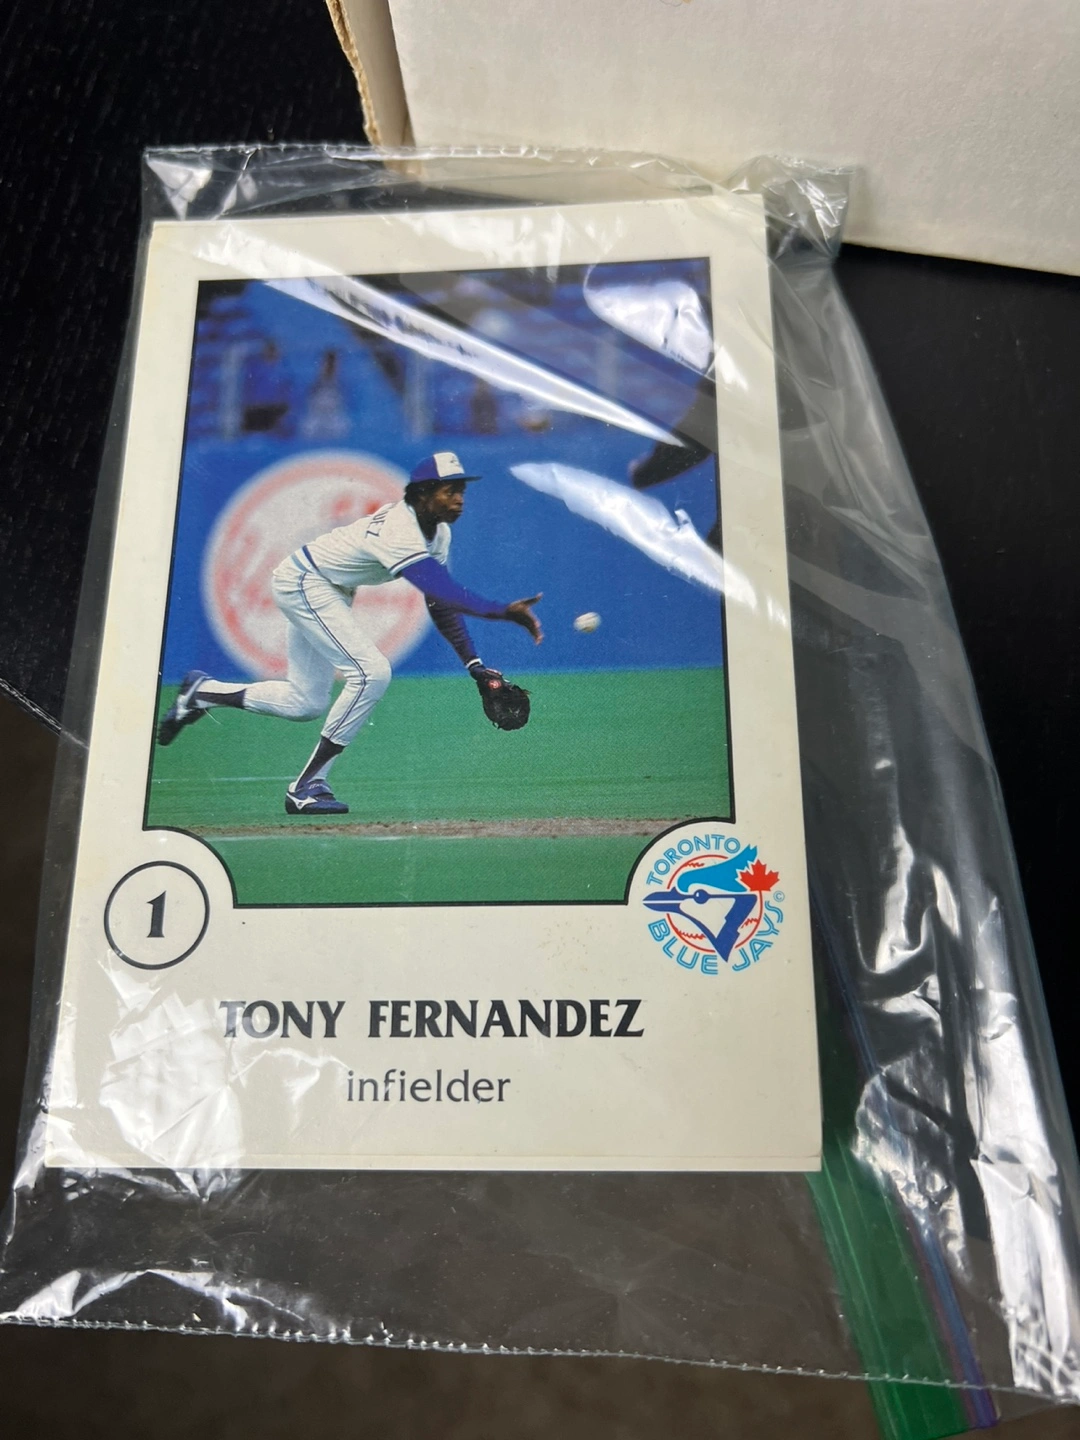 1
TORONTO
BLUE JAYS
©
TONY FERNANDEZ
infielder